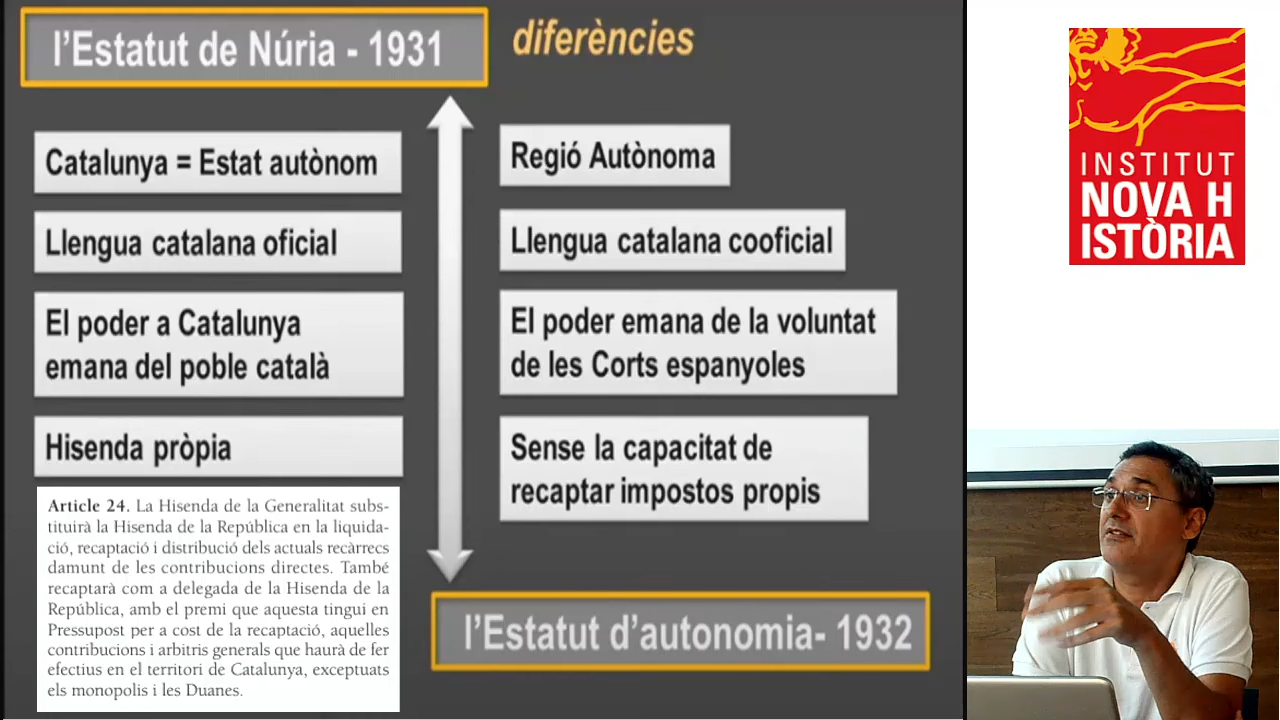 l'Estatut de Núria - 1931
diferències
Catalunya = Estat autònom
Llengua catalana oficial
El poder a Catalunya
emana del poble català
Hisenda pròpia
Article 24. La Hisenda de la Generalitat subs-
tituirà la Hisenda de la República en la liquida-
ció, recaptació i distribució dels actuals recàrrecs
damunt de les contribucions directes. També
recaptarà com a delegada de la Hisenda de la
República, amb el premi que aquesta tingui en
Pressupost per a cost de la recaptació, aquelles
contribucions i arbitris generals que haurà de fer
efectius en el territori de Catalunya, exceptuats
els monopolis i les Duanes.
Regió Autònoma
Llengua catalana cooficial
El poder emana de la voluntat
de les Corts espanyoles
Sense la capacitat de
recaptar impostos propis
l'Estatut d'autonomia- 1932
INSTITUT
NOVA H
ISTÒRIA